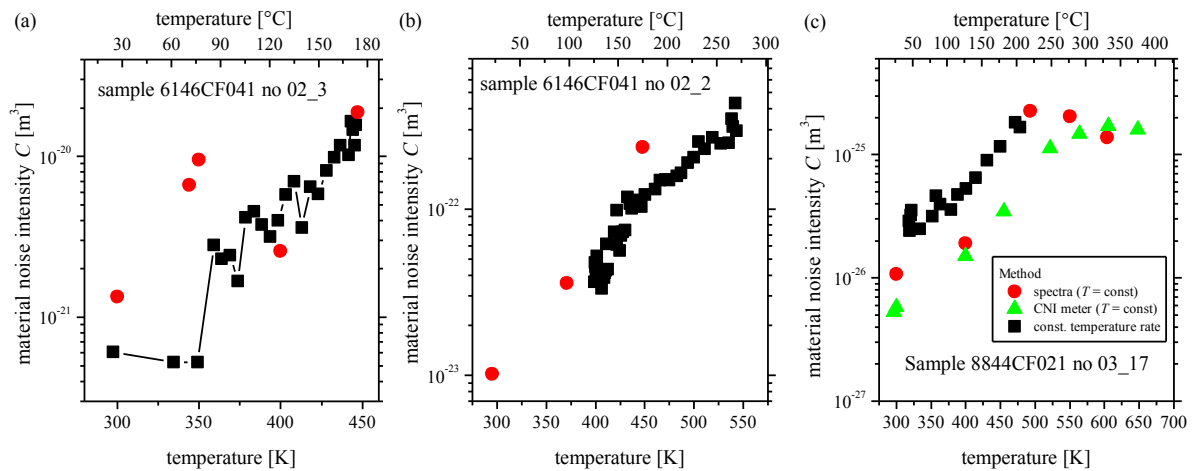 (a)
temperature [°C]
30 60 90 120 150 180
sample 6146CF041 no 02_3
material noise intensity C [m³]
10⁻²⁰
10⁻²¹
300 350 400 450
temperature [K]
(b)
temperature [°C]
50 100 150 200 250 300
sample 6146CF041 no 02_2
material noise intensity C [m³]
10⁻²²
10⁻²³
300 350 400 450 500 550
temperature [K]
(c)
temperature [°C]
50 100 150 200 250 300 350 400
material noise intensity C [m³]
10⁻²⁵
10⁻²⁶
10⁻²⁷
Method
spectra (T = const)
CNI meter (T = const)
const. temperature rate
Sample 8844CF021 no 03_17
300 350 400 450 500 550 600 650 700
temperature [K]